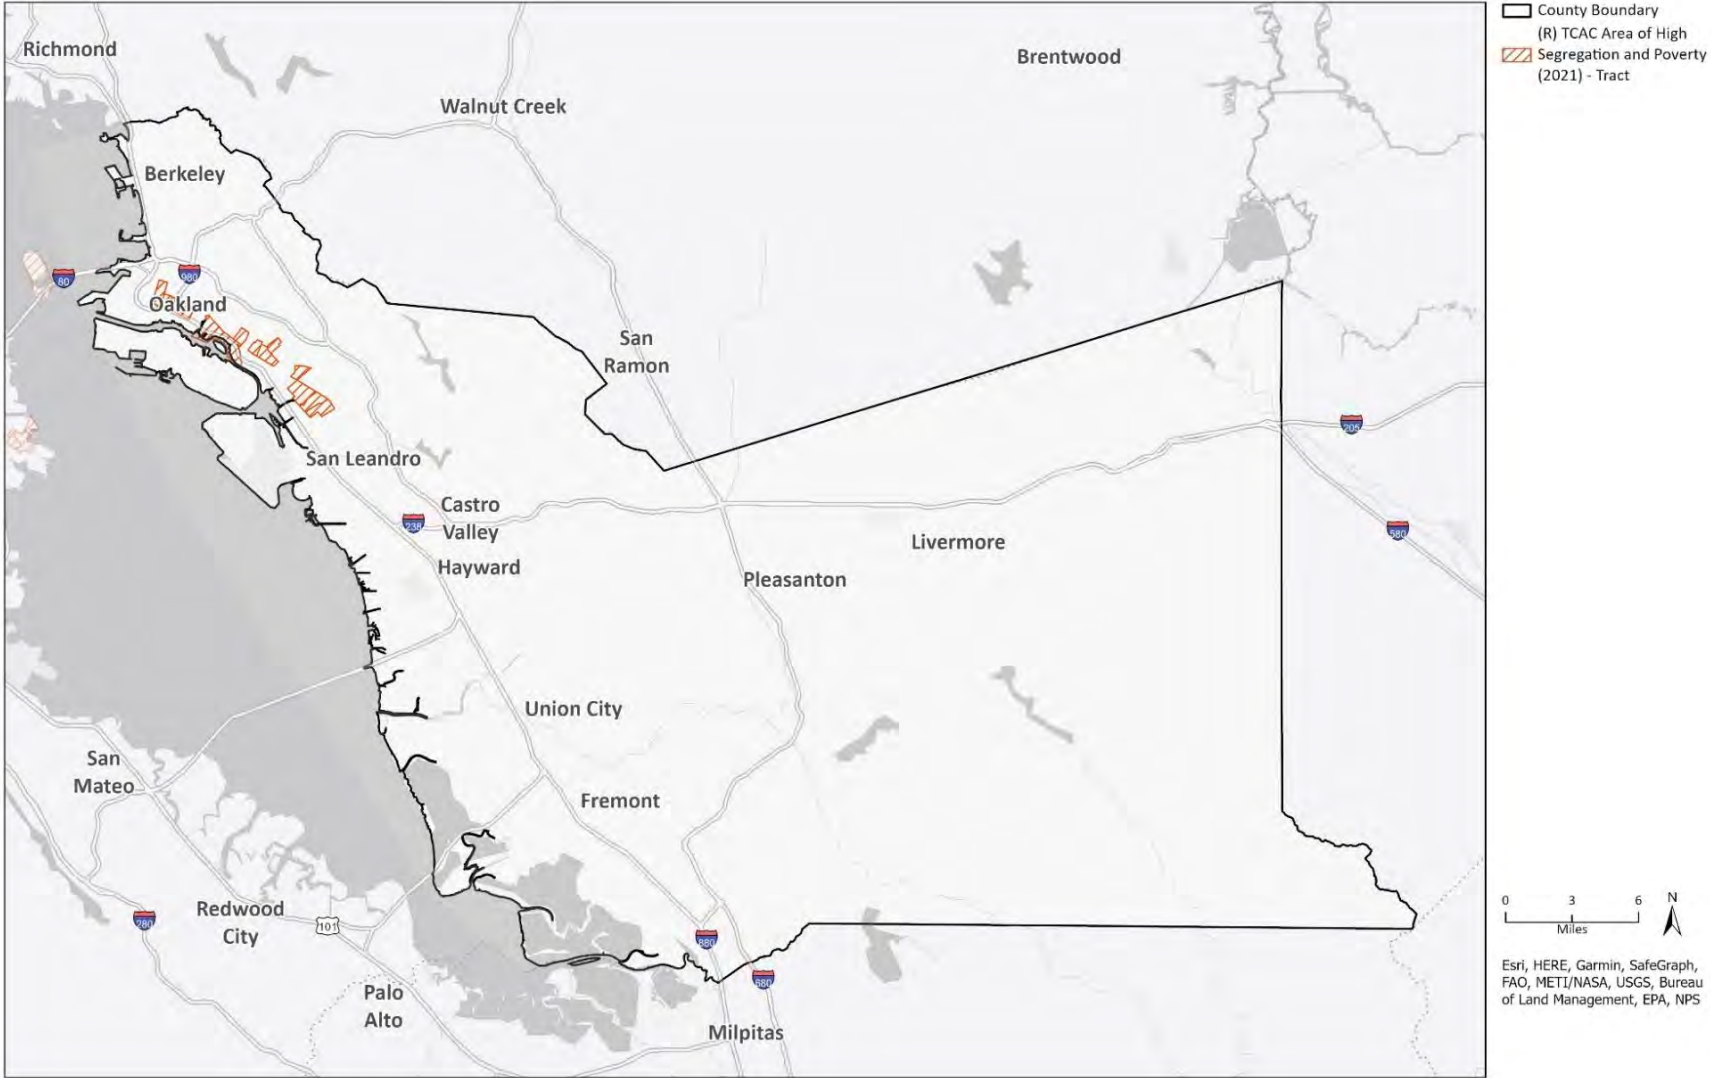 County Boundary
(R) TCAC Area of High
Segregation and Poverty
(2021) - Tract
Richmond
Brentwood
Walnut Creek
Berkeley
80
980
Oakland
San
Ramon
205
San Leandro
Castro
Valley
238
Hayward
Livermore
580
Pleasanton
Union City
San
Mateo
Fremont
Redwood
City
280
101
880
680
Palo
Alto
Milpitas
0 3 6
Miles
N
Esri, HERE, Garmin, SafeGraph,
FAO, METI/NASA, USGS, Bureau
of Land Management, EPA, NPS